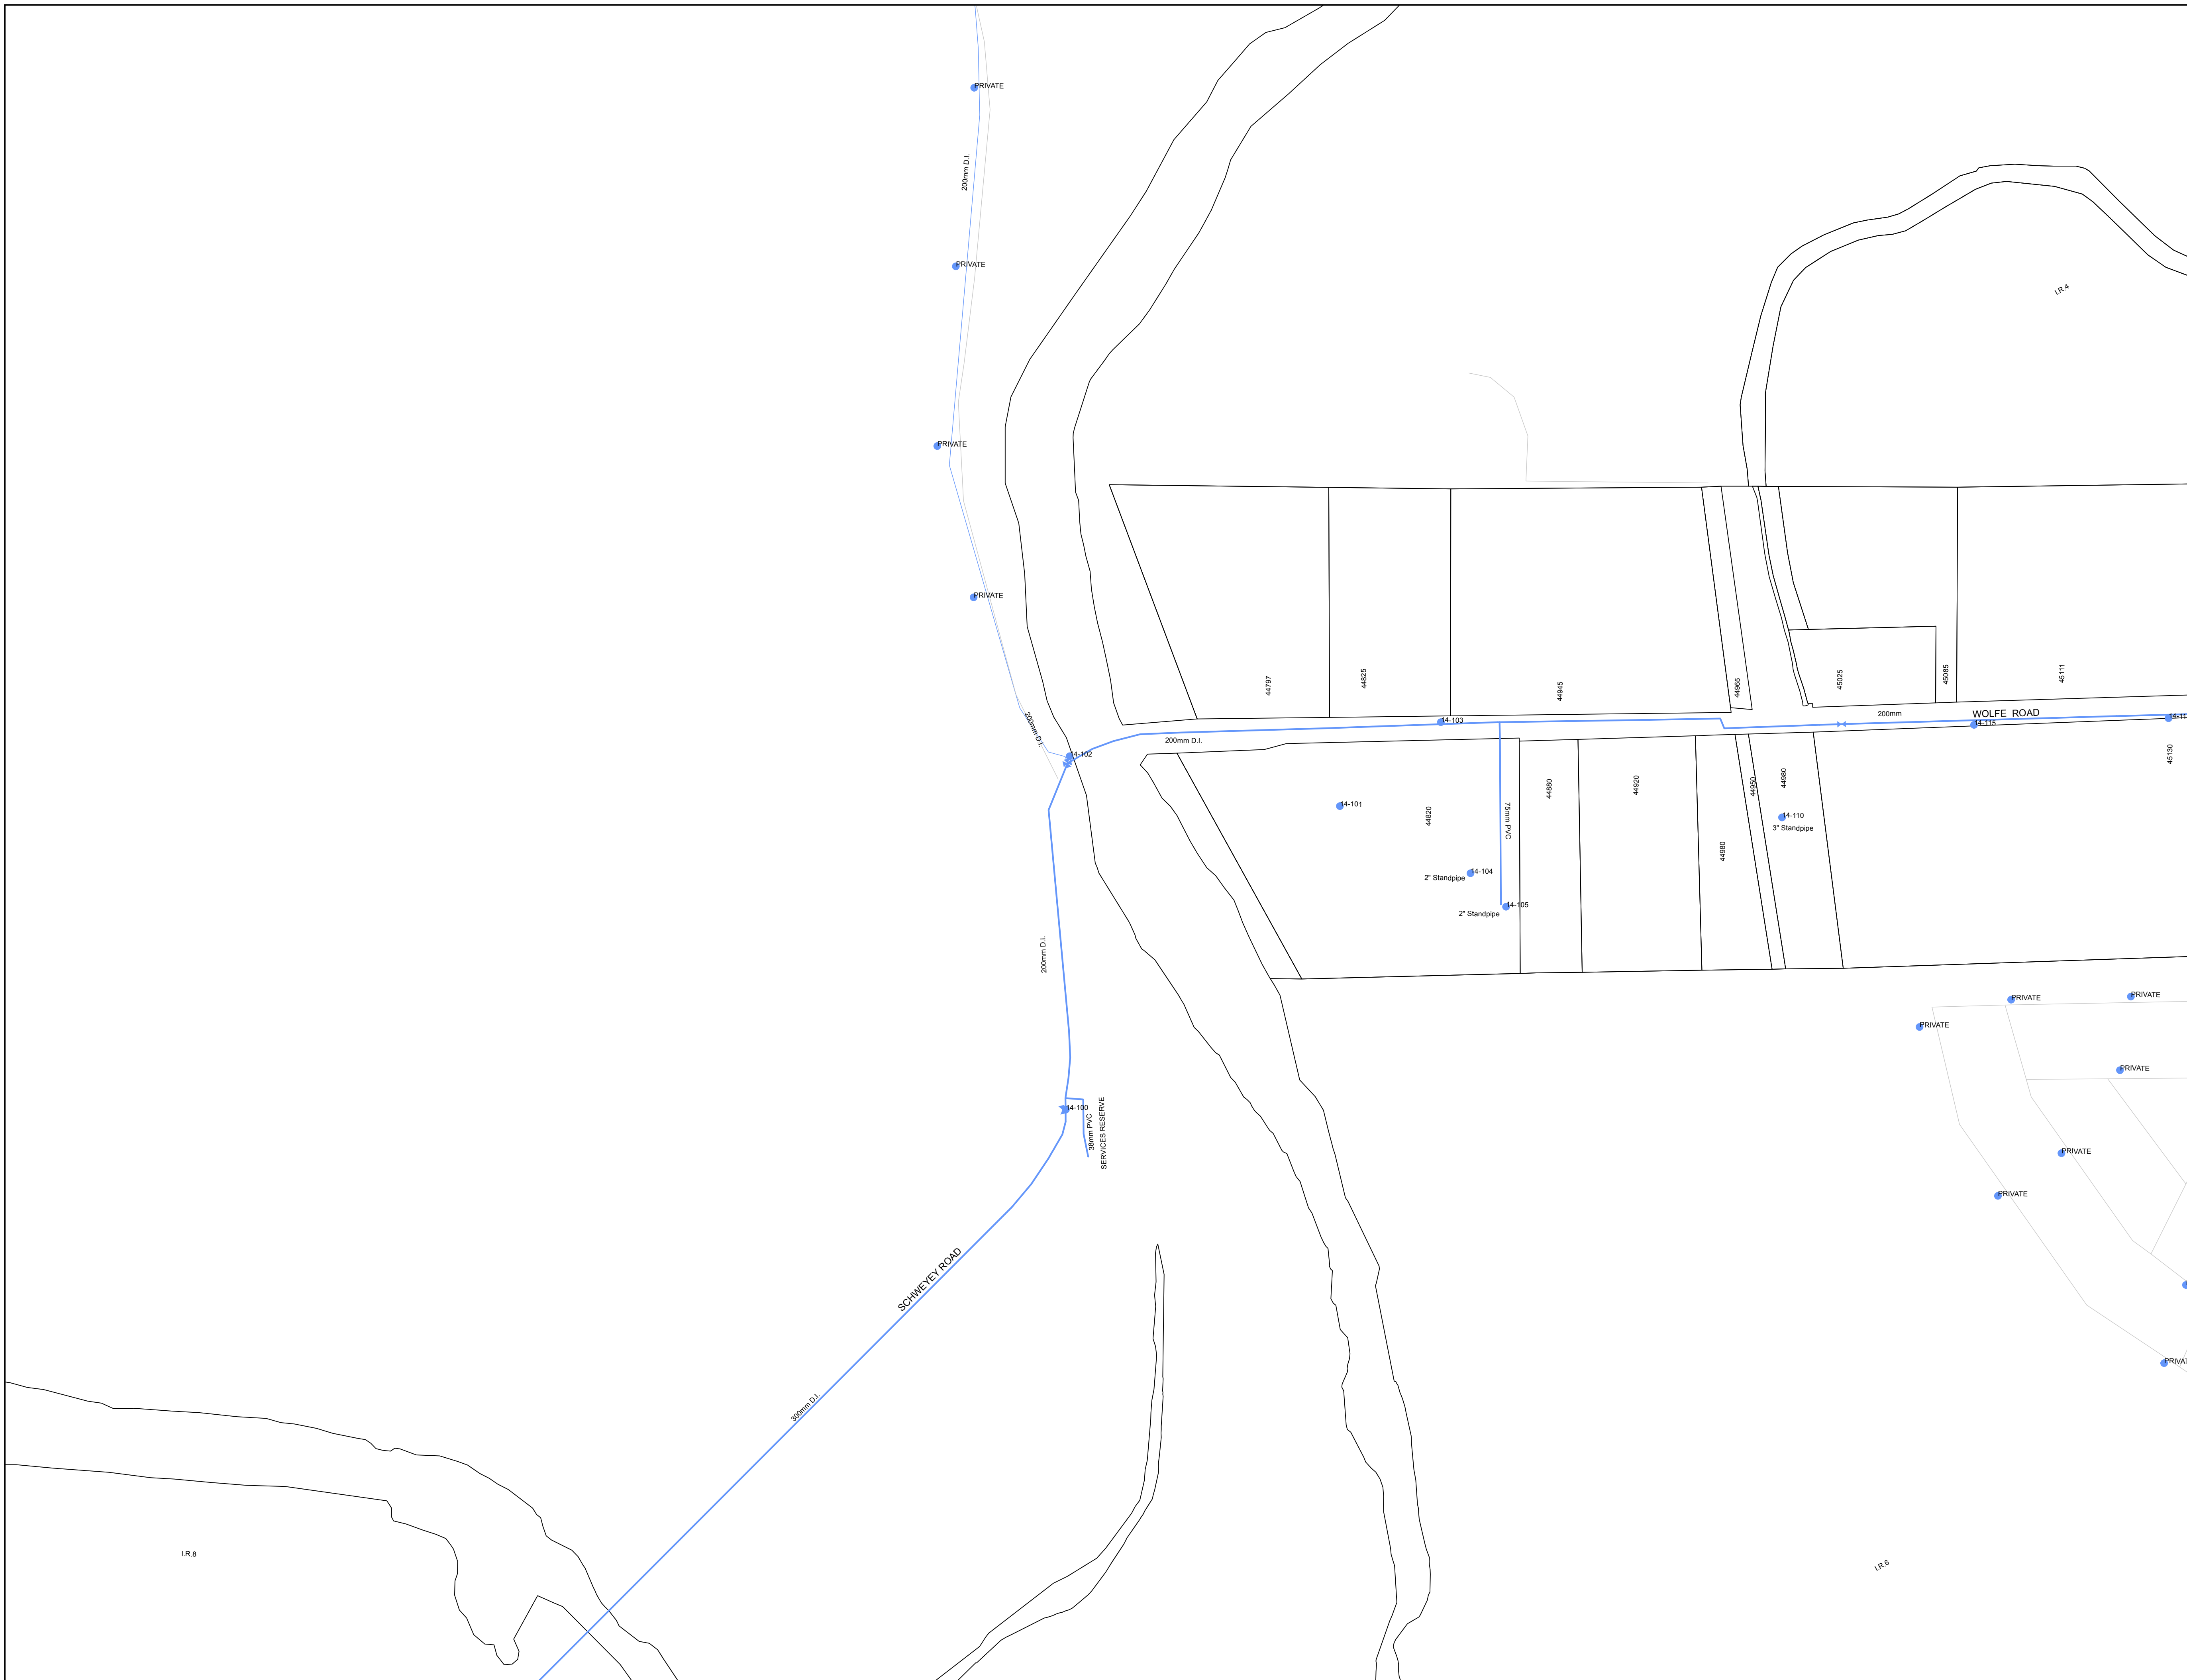 PRIVATE
200mm D.I.
PRIVATE
I.R.4
PRIVATE
PRIVATE
44797
44825
44945
44965
45025
45085
45111
200mm
WOLFE ROAD
14-103
14-115
200mm D.I.
200mm D.I.
14-102
45130
14-101
44820
75mm PVC
44880
44920
44950
44980
14-110
3" Standpipe
44980
14-104
2" Standpipe
14-105
2" Standpipe
200mm D.I.
PRIVATE
PRIVATE
PRIVATE
PRIVATE
14-100
38mm PVC
SERVICES RESERVE
PRIVATE
PRIVATE
SCHWEYEY ROAD
300mm D.I.
I.R.8
I.R.6